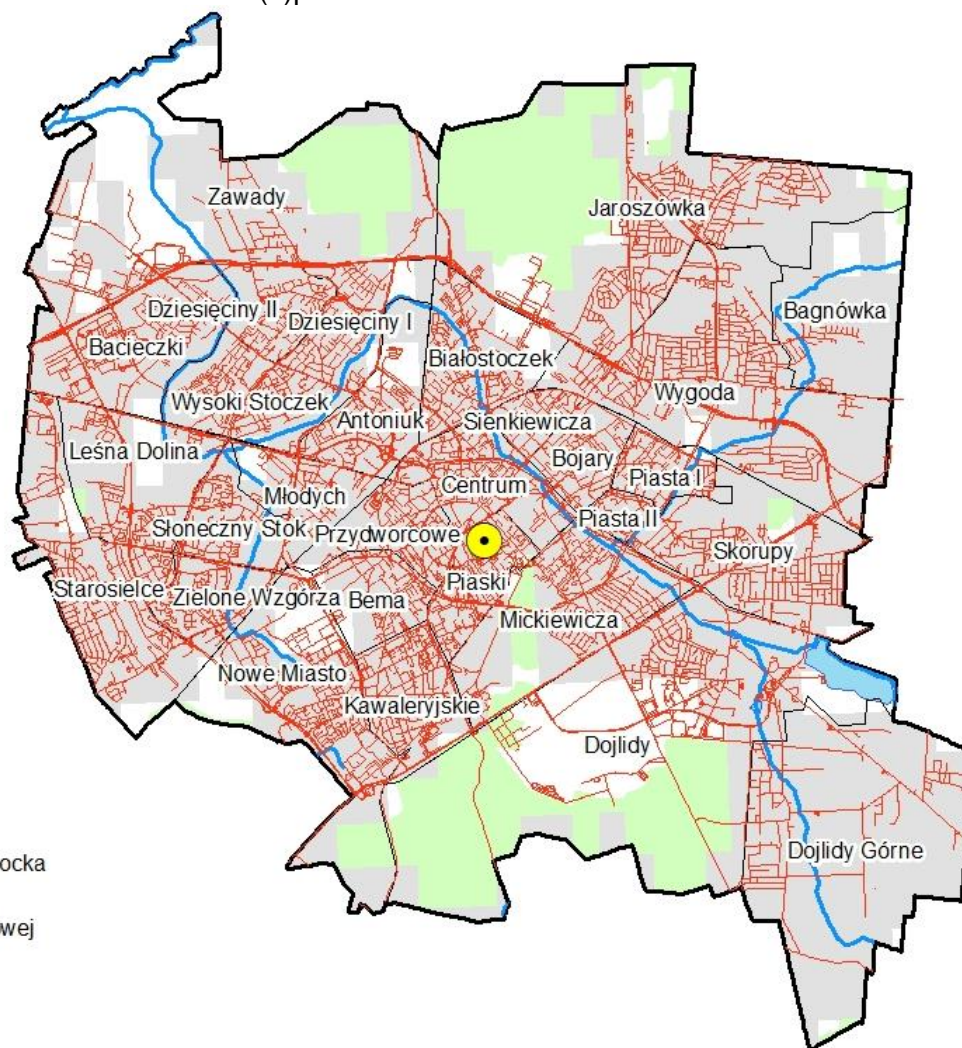 Zawady
Jaroszówka
Dziesięciny II
Dziesięciny I
Bagnówka
Bacieczki
Białostoczek
Wysoki Stoczek
Wygoda
Antoniuk
Sienkiewicza
Leśna Dolina
Bojary
Centrum
Piasta I
Młodych
Słoneczny Stok
Przydworcowe
Piasta II
Skorupy
Starosielce
Zielone Wzgórza
Bema
Piaski
Mickiewicza
Nowe Miasto
Kawaleryjskie
Dojlidy
Dojlidy Górne
ocka
wej